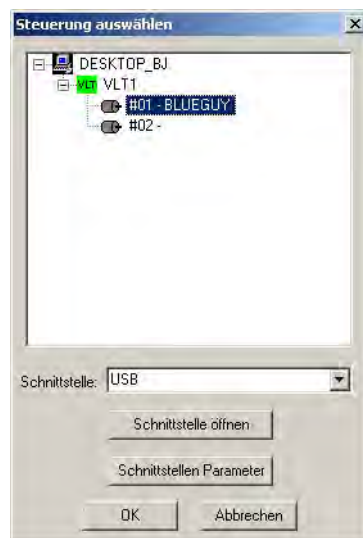 Steuerung auswählen
DESKTOP_BJ
VLT VLT1
#01 - BLUEGUY
#02 -
Schnittstelle: USB
Schnittstelle öffnen
Schnittstellen Parameter
OK Abbrechen